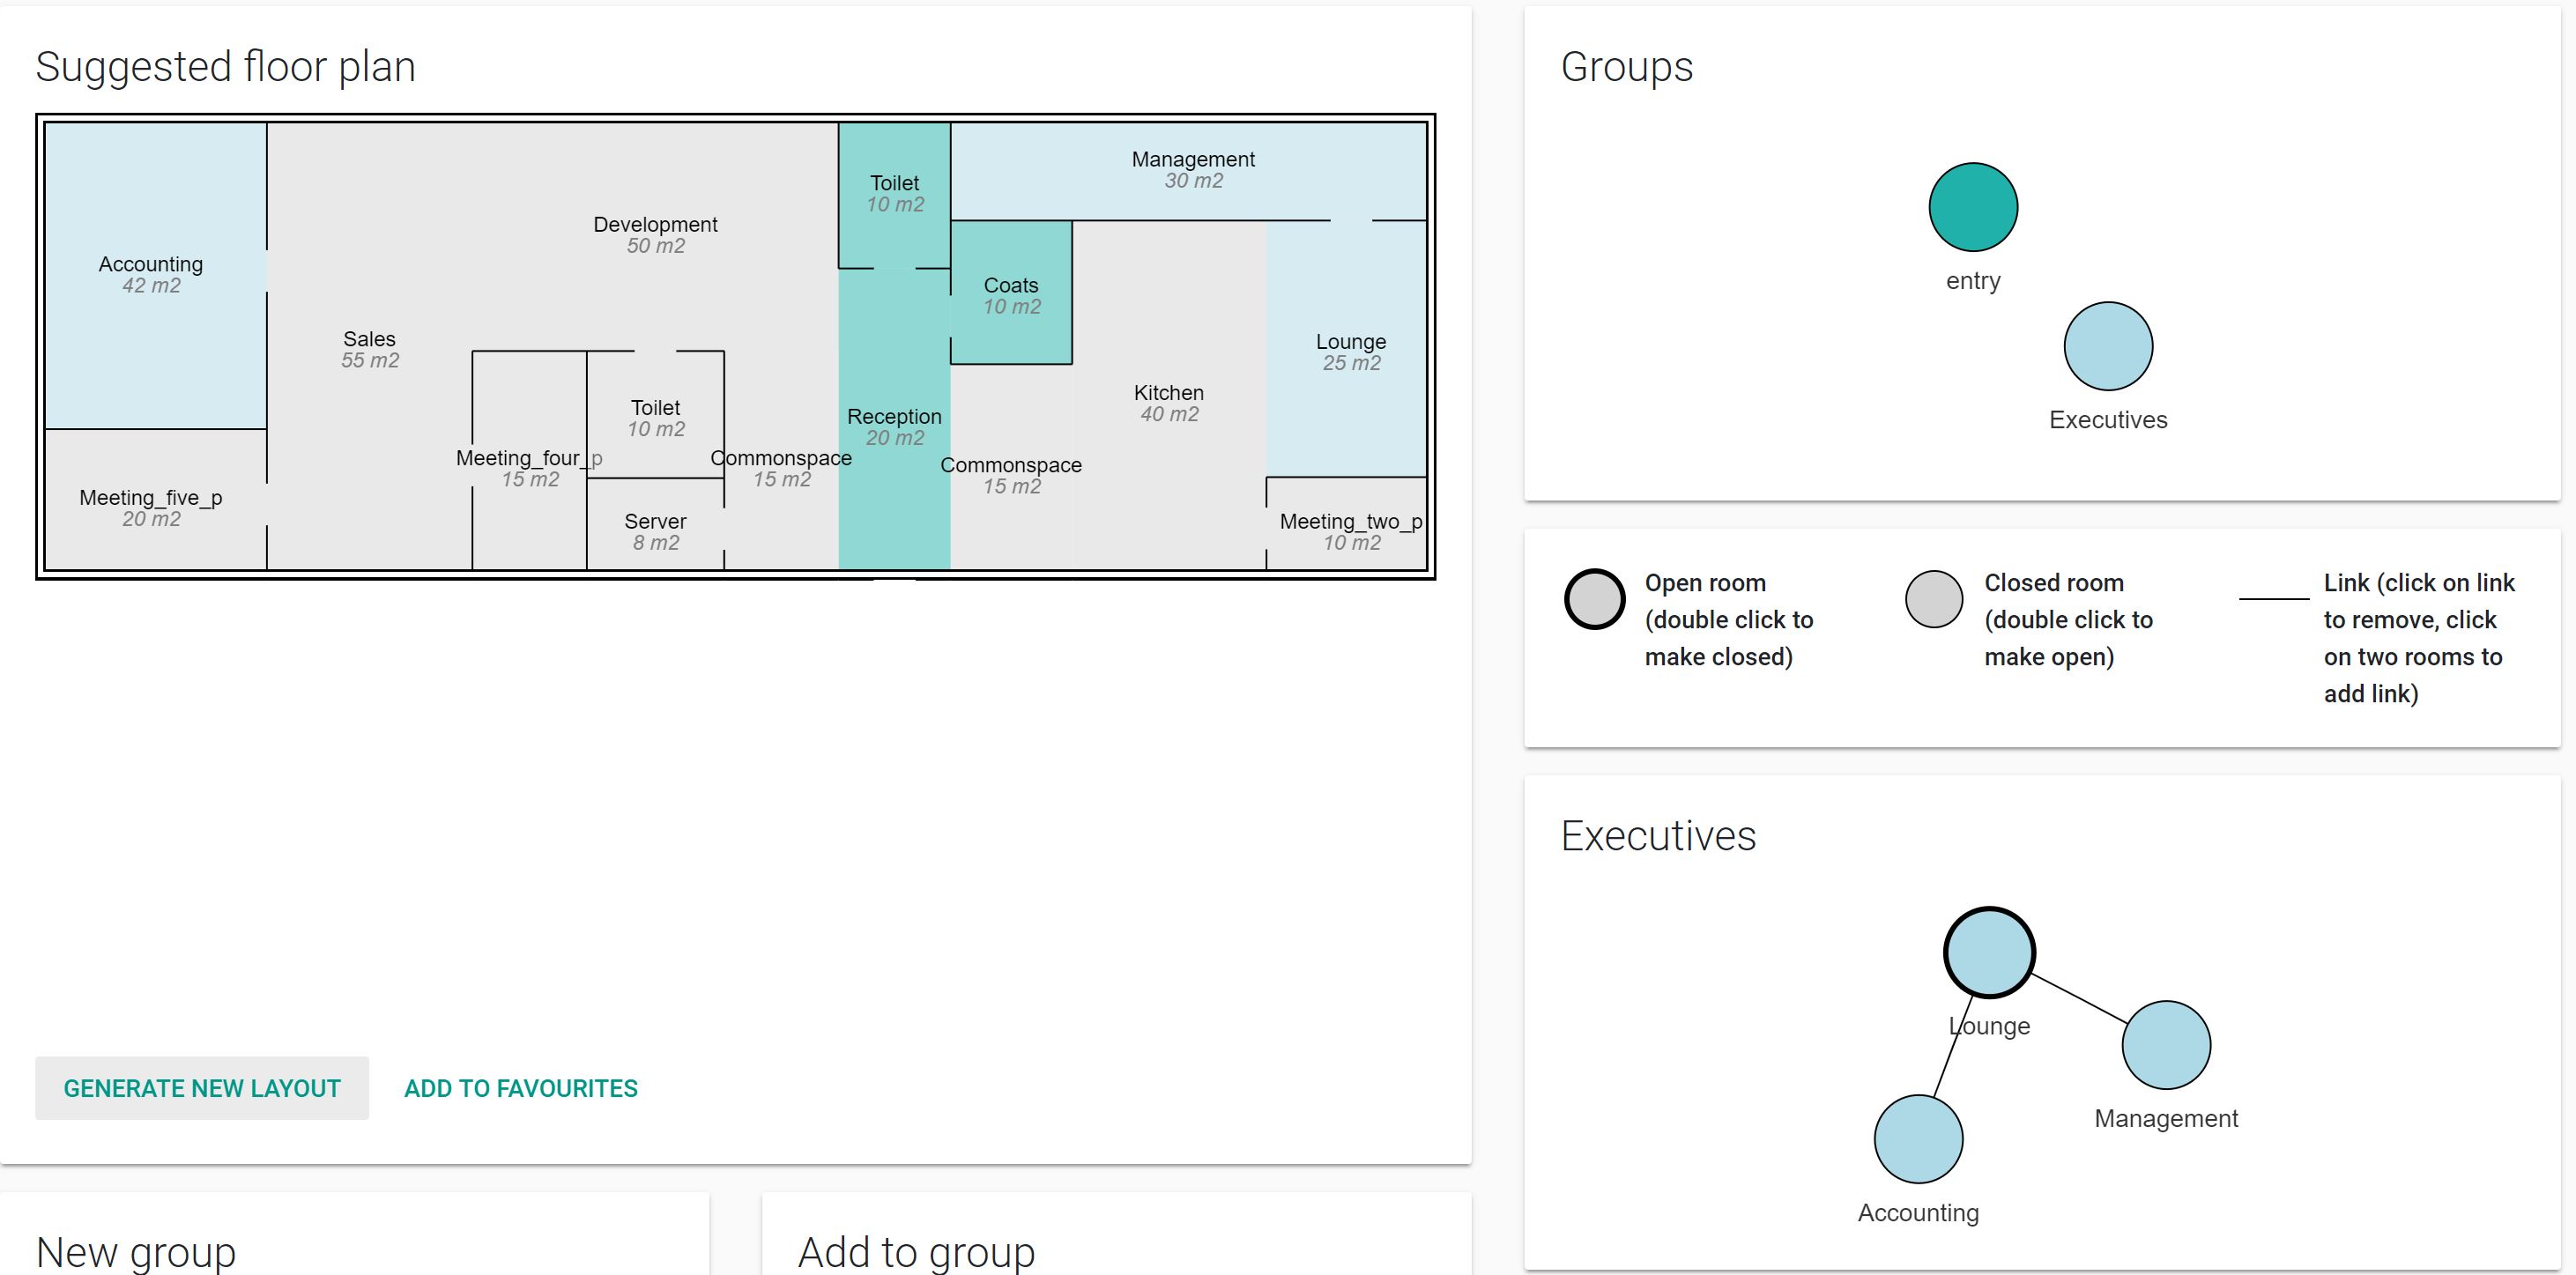 Suggested floor plan
Accounting
42 m2
Meeting_five_p
20 m2
Sales
55 m2
Development
50 m2
Meeting_four_p
15 m2
Toilet
10 m2
Server
8 m2
Commonspace
15 m2
Toilet
10 m2
Reception
20 m2
Management
30 m2
Coats
10 m2
Commonspace
15 m2
Kitchen
40 m2
Lounge
25 m2
Meeting_two_p
10 m2
GENERATE NEW LAYOUT
ADD TO FAVOURITES
New group
Add to group
Groups
entry
Executives
Open room
(double click to
make closed)
Closed room
(double click to
make open)
Link (click on link
to remove, click
on two rooms to
add link)
Executives
Lounge
Management
Accounting